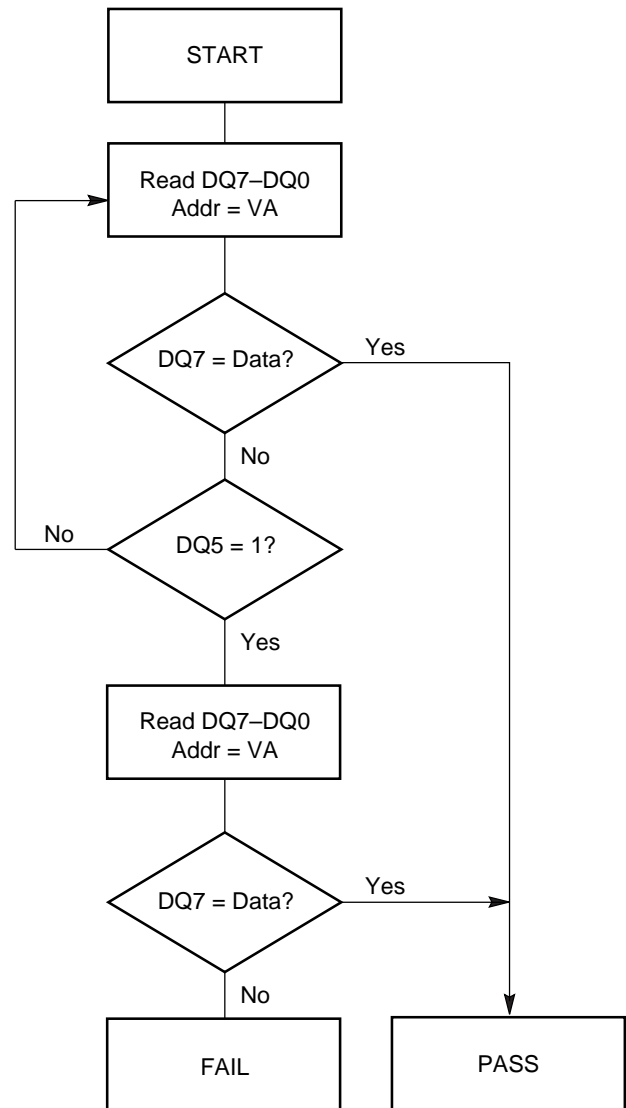 START
Read DQ7–DQ0
Addr = VA
DQ7 = Data?
Yes
No
No
DQ5 = 1?
Yes
Read DQ7–DQ0
Addr = VA
DQ7 = Data?
Yes
No
FAIL
PASS